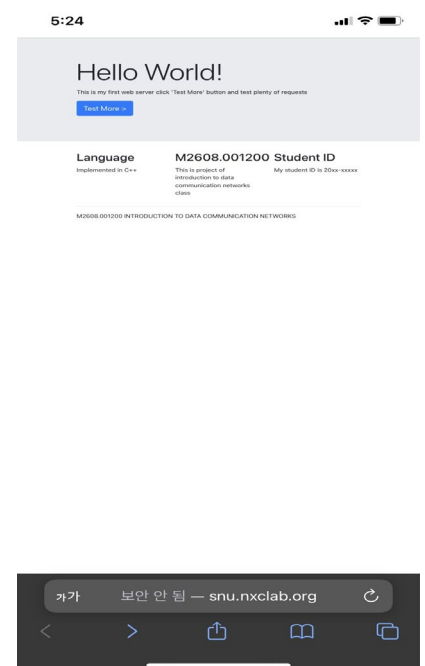 5:24
Hello World!
This is my first web server click 'Test More' button and test plenty of requests
Test More >
Language
Implemented in C++
M2608.001200
This is project of
introduction to data
communication networks
class
Student ID
My student ID is 20xx-xxxxx
M2608.001200 INTRODUCTION TO DATA COMMUNICATION NETWORKS
가가 보안 안 됨 — snu.nxclab.org